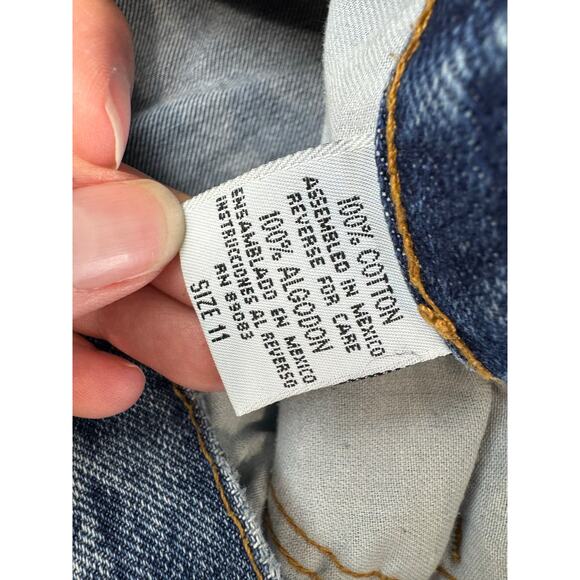 100% COTTON
ASSEMBLED IN MEXICO
REVERSE FOR CARE
100% ALGODON
ENSAMBLADO EN MEXICO
INSTRUCCIONES AL REVERSO
RN 89083
SIZE 11